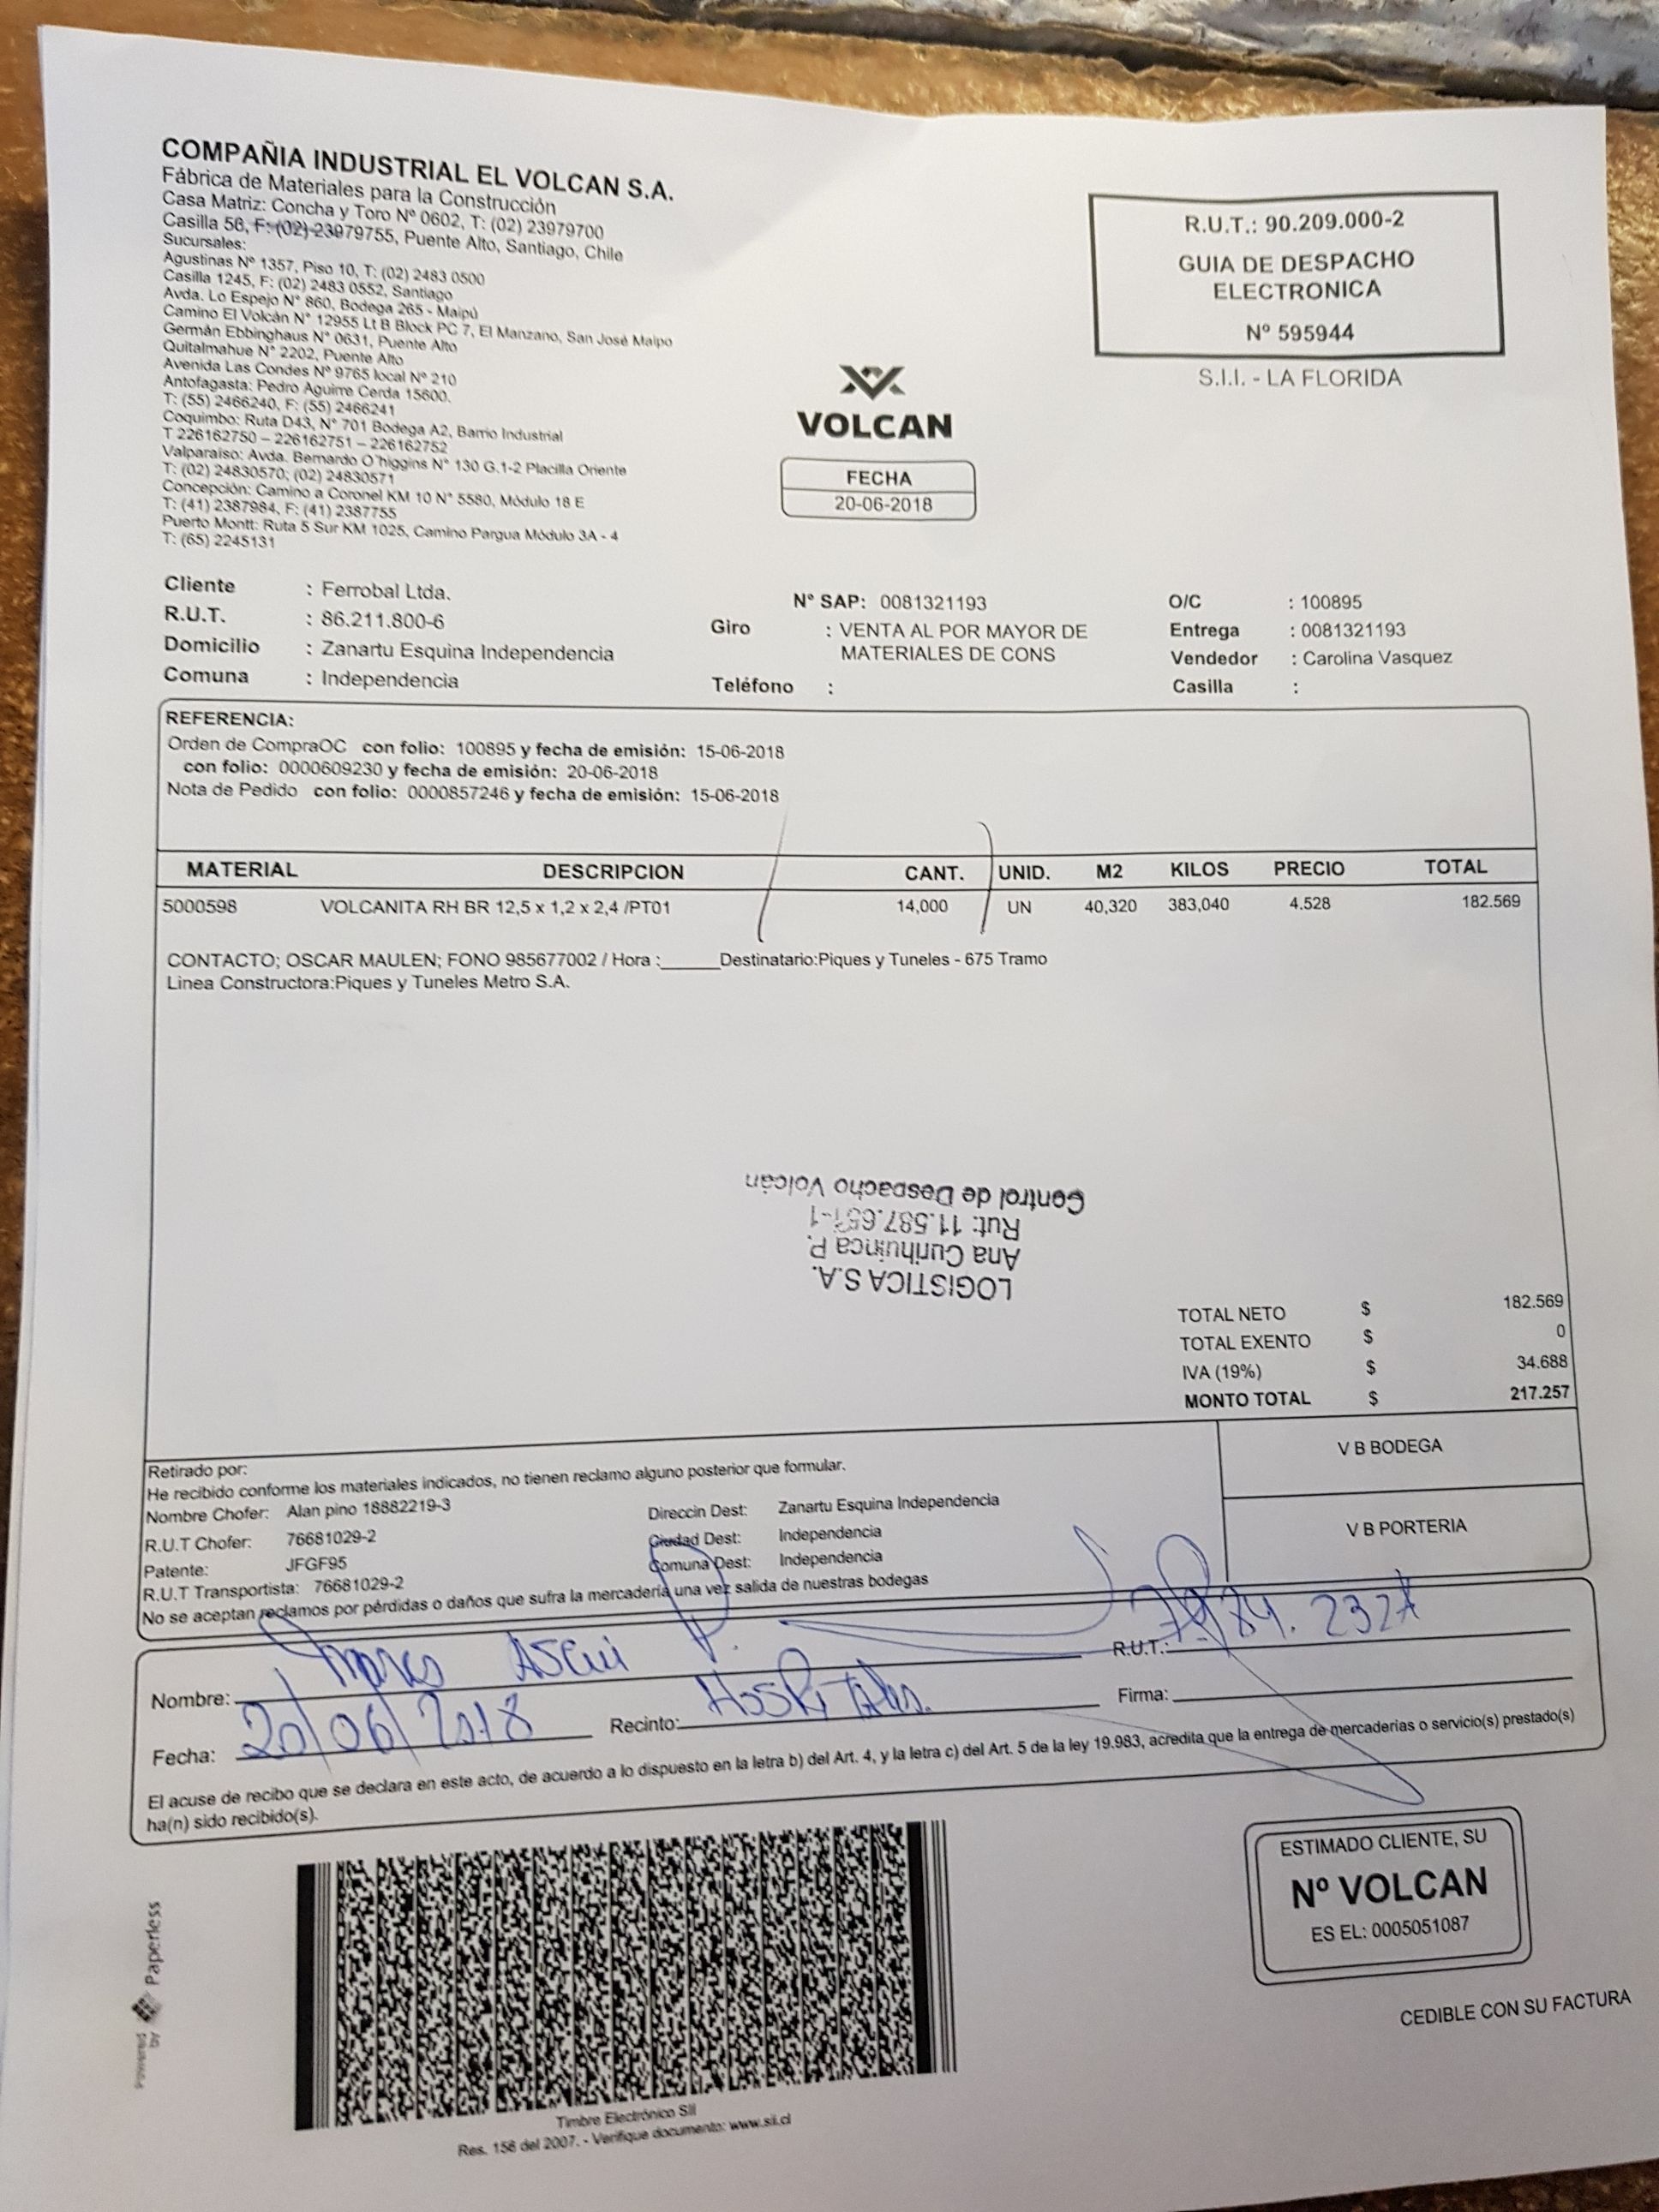 COMPAÑIA INDUSTRIAL EL VOLCAN S.A.
Fábrica de Materiales para la Construcción
Casa Matriz: Concha y Toro Nº 0602, T: (02) 23979700
Casilla 56, F: (02) 23979755, Puente Alto, Santiago, Chile
Sucursales:
Agustinas Nº 1357, Piso 10, T: (02) 2483 0500
Casilla 1245, F: (02) 2483 0552, Santiago
Avda. Lo Espejo N° 860, Bodega 265 - Maipú
Camino El Volcán N° 12955 Lt B Block PC 7, El Manzano, San José Maipo
Germán Ebbinghaus N° 0631, Puente Alto
Quitalmahue N° 2202, Puente Alto
Avenida Las Condes Nº 9765 local Nº 210
Antofagasta: Pedro Aguirre Cerda 15600.
T: (55) 2466240, F: (55) 2466241
Coquimbo: Ruta D43, N° 701 Bodega A2, Barrio Industrial
T 226162750 – 226162751 – 226162752
Valparaiso: Avda. Bernardo O'higgins N° 130 G.1-2 Placilla Oriente
T: (02) 24830570; (02) 24830571
Concepción: Camino a Coronel KM 10 N° 5580, Módulo 18 E
T: (41) 2387984, F: (41) 2387755
Puerto Montt: Ruta 5 Sur KM 1025, Camino Pargua Módulo 3A - 4
T: (65) 2245131
R.U.T.: 90.209.000-2
GUIA DE DESPACHO
ELECTRONICA
Nº 595944
S.I.I. - LA FLORIDA
VOLCAN
FECHA
20-06-2018
Cliente : Ferrobal Ltda.
R.U.T. : 86.211.800-6
Domicilio : Zanartu Esquina Independencia
Comuna : Independencia
N° SAP: 0081321193
Giro : VENTA AL POR MAYOR DE
MATERIALES DE CONS
Teléfono :
O/C : 100895
Entrega : 0081321193
Vendedor : Carolina Vasquez
Casilla :
REFERENCIA:
Orden de CompraOC con folio: 100895 y fecha de emisión: 15-06-2018
con folio: 0000609230 y fecha de emisión: 20-06-2018
Nota de Pedido con folio: 0000857246 y fecha de emisión: 15-06-2018
MATERIAL DESCRIPCION CANT. UNID. M2 KILOS PRECIO TOTAL
5000598 VOLCANITA RH BR 12,5 x 1,2 x 2,4 /PT01 14,000 UN 40,320 383,040 4.528 182.569
CONTACTO; OSCAR MAULEN; FONO 985677002 / Hora :______Destinatario:Piques y Tuneles - 675 Tramo
Linea Constructora:Piques y Tuneles Metro S.A.
LOGISTICA S.A.
Ana Curihuinca P.
Rut: 11.587.651-1
Control de Despacho Volcán
TOTAL NETO $ 182.569
TOTAL EXENTO $ 0
IVA (19%) $ 34.688
MONTO TOTAL $ 217.257
V B BODEGA
V B PORTERIA
Retirado por:
He recibido conforme los materiales indicados, no tienen reclamo alguno posterior que formular.
Nombre Chofer: Alan pino 18882219-3
R.U.T Chofer: 76681029-2
Patente: JFGF95
R.U.T Transportista: 76681029-2
Direccin Dest: Zanartu Esquina Independencia
Ciudad Dest: Independencia
Comuna Dest: Independencia
No se aceptan reclamos por pérdidas o daños que sufra la mercadería una vez salida de nuestras bodegas
Nombre:
R.U.T.:
Fecha: 20/06/2018 Recinto: Firma:
El acuse de recibo que se declara en este acto, de acuerdo a lo dispuesto en la letra b) del Art. 4, y la letra c) del Art. 5 de la ley 19.983, acredita que la entrega de mercaderías o servicio(s) prestado(s)
ha(n) sido recibido(s).
Powered by Paperless
Timbre Electrónico SII
Res. 156 del 2007. - Verifique documento: www.sii.cl
ESTIMADO CLIENTE, SU
Nº VOLCAN
ES EL: 0005051087
CEDIBLE CON SU FACTURA